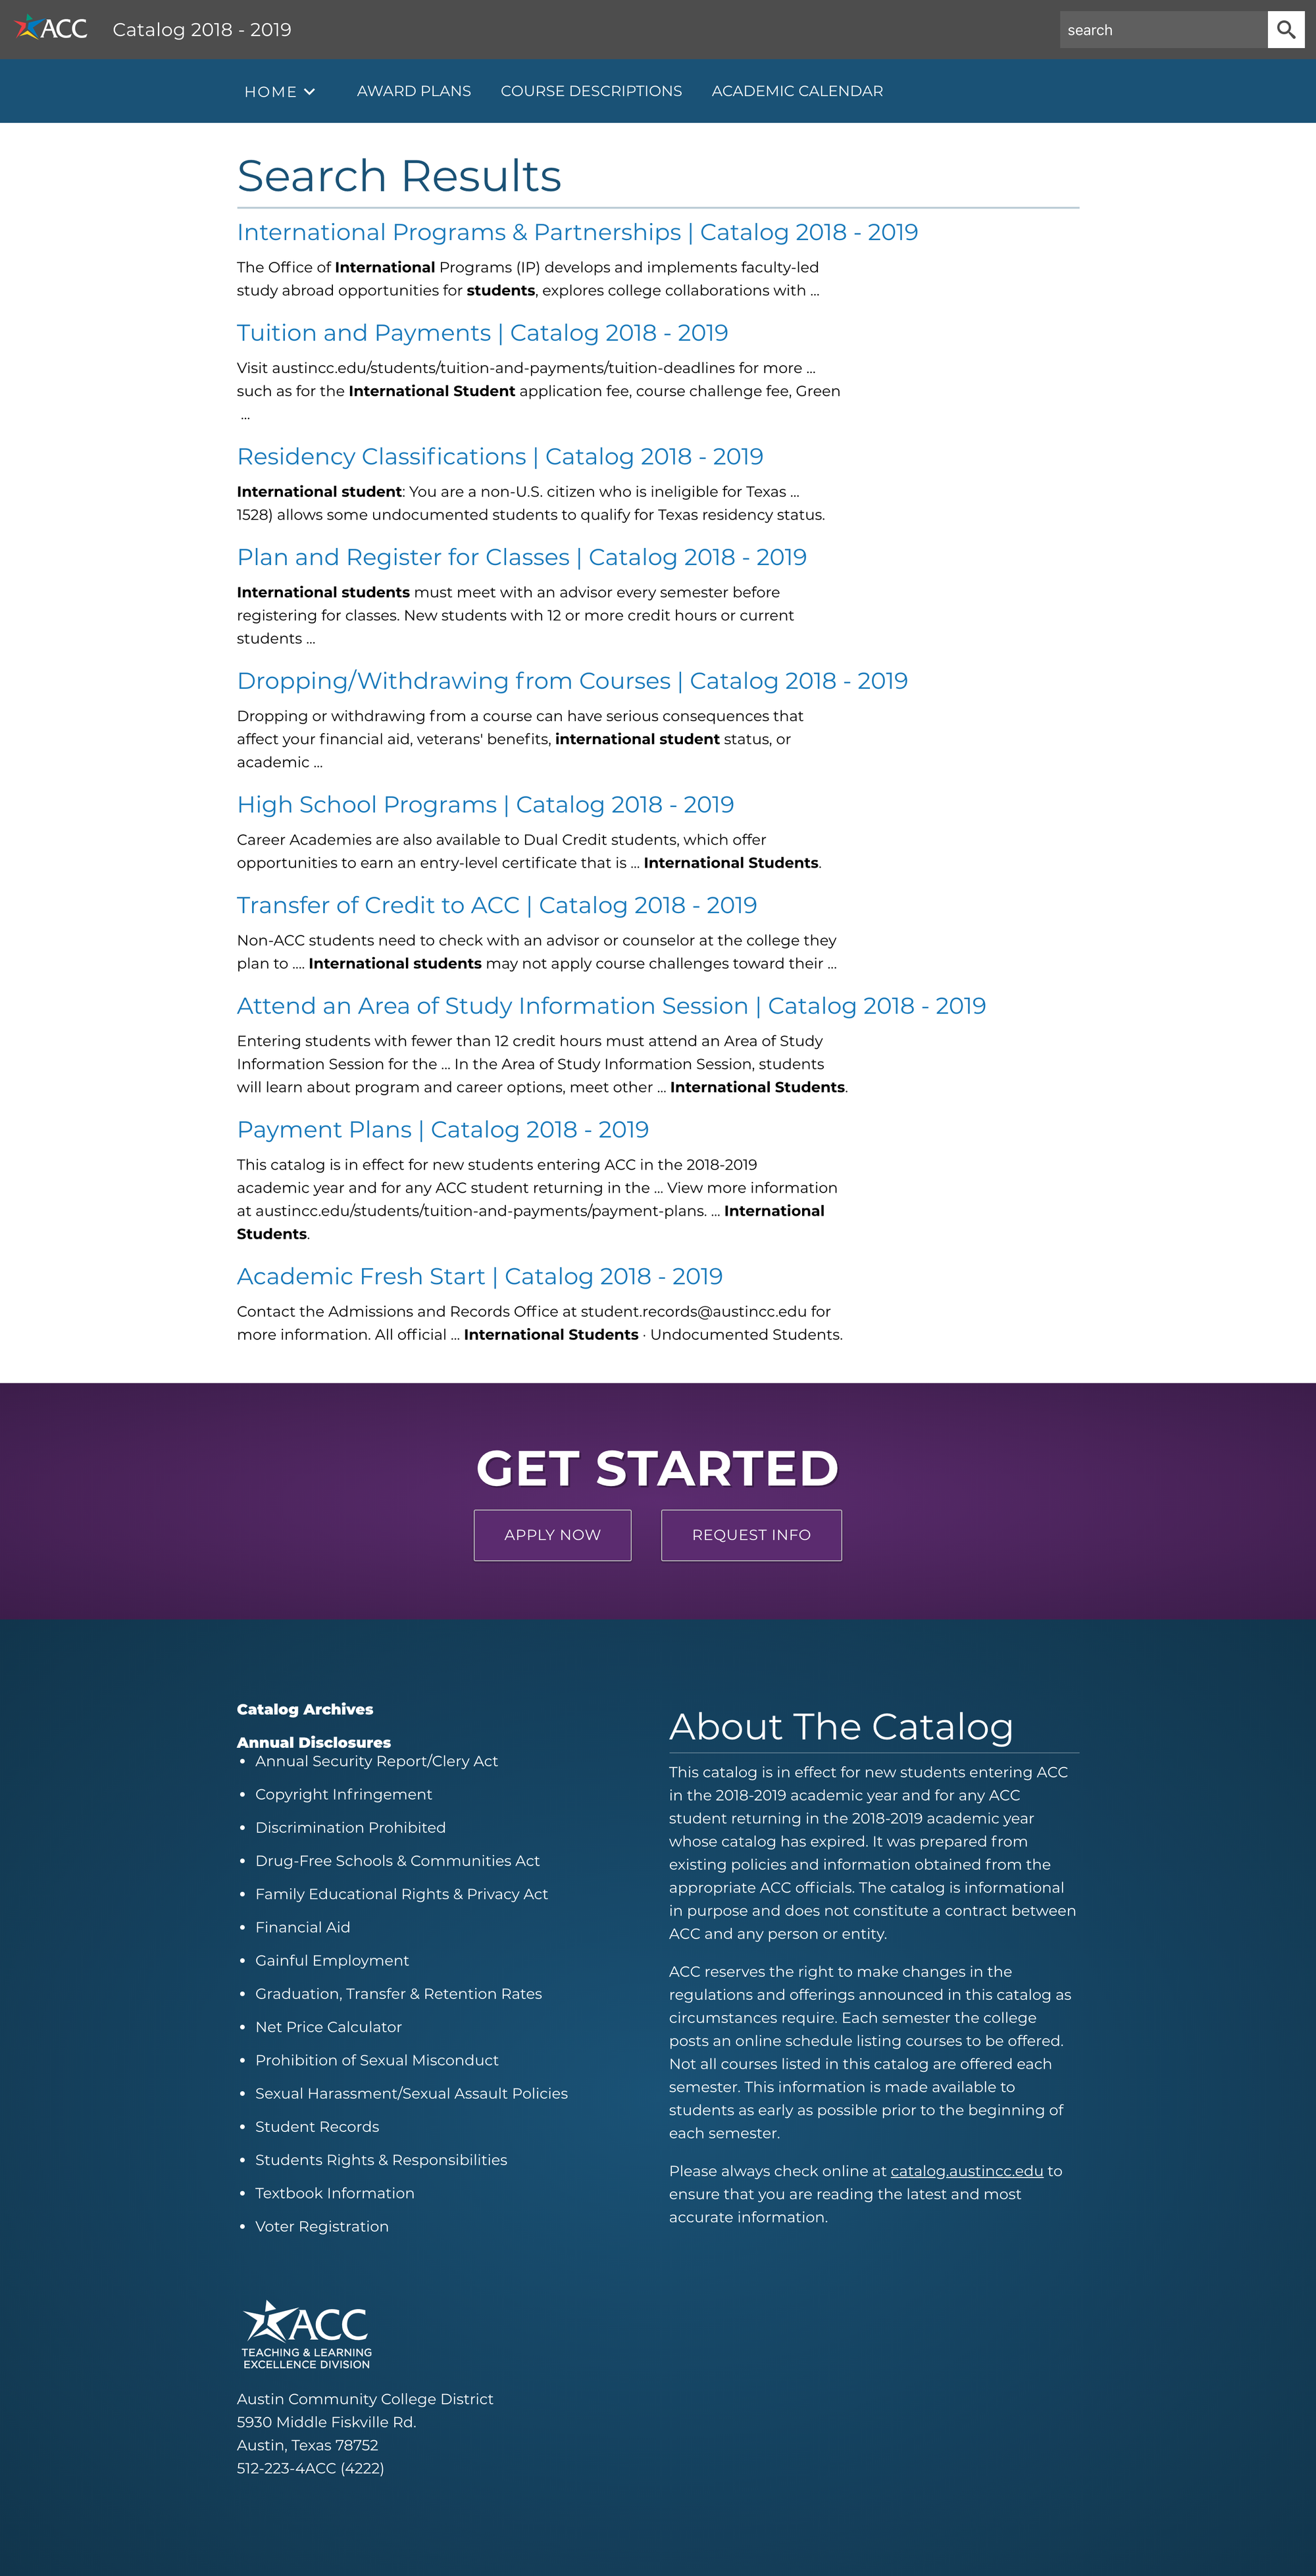 ACC
Catalog 2018 - 2019
search
HOME
AWARD PLANS
COURSE DESCRIPTIONS
ACADEMIC CALENDAR
Search Results
International Programs & Partnerships | Catalog 2018 - 2019
The Office of International Programs (IP) develops and implements faculty-led
study abroad opportunities for students, explores college collaborations with ...
Tuition and Payments | Catalog 2018 - 2019
Visit austincc.edu/students/tuition-and-payments/tuition-deadlines for more ...
such as for the International Student application fee, course challenge fee, Green
...
Residency Classifications | Catalog 2018 - 2019
International student: You are a non-U.S. citizen who is ineligible for Texas ...
1528) allows some undocumented students to qualify for Texas residency status.
Plan and Register for Classes | Catalog 2018 - 2019
International students must meet with an advisor every semester before
registering for classes. New students with 12 or more credit hours or current
students ...
Dropping/Withdrawing from Courses | Catalog 2018 - 2019
Dropping or withdrawing from a course can have serious consequences that
affect your financial aid, veterans' benefits, international student status, or
academic ...
High School Programs | Catalog 2018 - 2019
Career Academies are also available to Dual Credit students, which offer
opportunities to earn an entry-level certificate that is ... International Students.
Transfer of Credit to ACC | Catalog 2018 - 2019
Non-ACC students need to check with an advisor or counselor at the college they
plan to .... International students may not apply course challenges toward their ...
Attend an Area of Study Information Session | Catalog 2018 - 2019
Entering students with fewer than 12 credit hours must attend an Area of Study
Information Session for the ... In the Area of Study Information Session, students
will learn about program and career options, meet other ... International Students.
Payment Plans | Catalog 2018 - 2019
This catalog is in effect for new students entering ACC in the 2018-2019
academic year and for any ACC student returning in the ... View more information
at austincc.edu/students/tuition-and-payments/payment-plans. ... International
Students.
Academic Fresh Start | Catalog 2018 - 2019
Contact the Admissions and Records Office at student.records@austincc.edu for
more information. All official ... International Students · Undocumented Students.
GET STARTED
APPLY NOW
REQUEST INFO
Catalog Archives
Annual Disclosures
• Annual Security Report/Clery Act
• Copyright Infringement
• Discrimination Prohibited
• Drug-Free Schools & Communities Act
• Family Educational Rights & Privacy Act
• Financial Aid
• Gainful Employment
• Graduation, Transfer & Retention Rates
• Net Price Calculator
• Prohibition of Sexual Misconduct
• Sexual Harassment/Sexual Assault Policies
• Student Records
• Students Rights & Responsibilities
• Textbook Information
• Voter Registration
About The Catalog
This catalog is in effect for new students entering ACC
in the 2018-2019 academic year and for any ACC
student returning in the 2018-2019 academic year
whose catalog has expired. It was prepared from
existing policies and information obtained from the
appropriate ACC officials. The catalog is informational
in purpose and does not constitute a contract between
ACC and any person or entity.
ACC reserves the right to make changes in the
regulations and offerings announced in this catalog as
circumstances require. Each semester the college
posts an online schedule listing courses to be offered.
Not all courses listed in this catalog are offered each
semester. This information is made available to
students as early as possible prior to the beginning of
each semester.
Please always check online at catalog.austincc.edu to
ensure that you are reading the latest and most
accurate information.
ACC
TEACHING & LEARNING
EXCELLENCE DIVISION
Austin Community College District
5930 Middle Fiskville Rd.
Austin, Texas 78752
512-223-4ACC (4222)